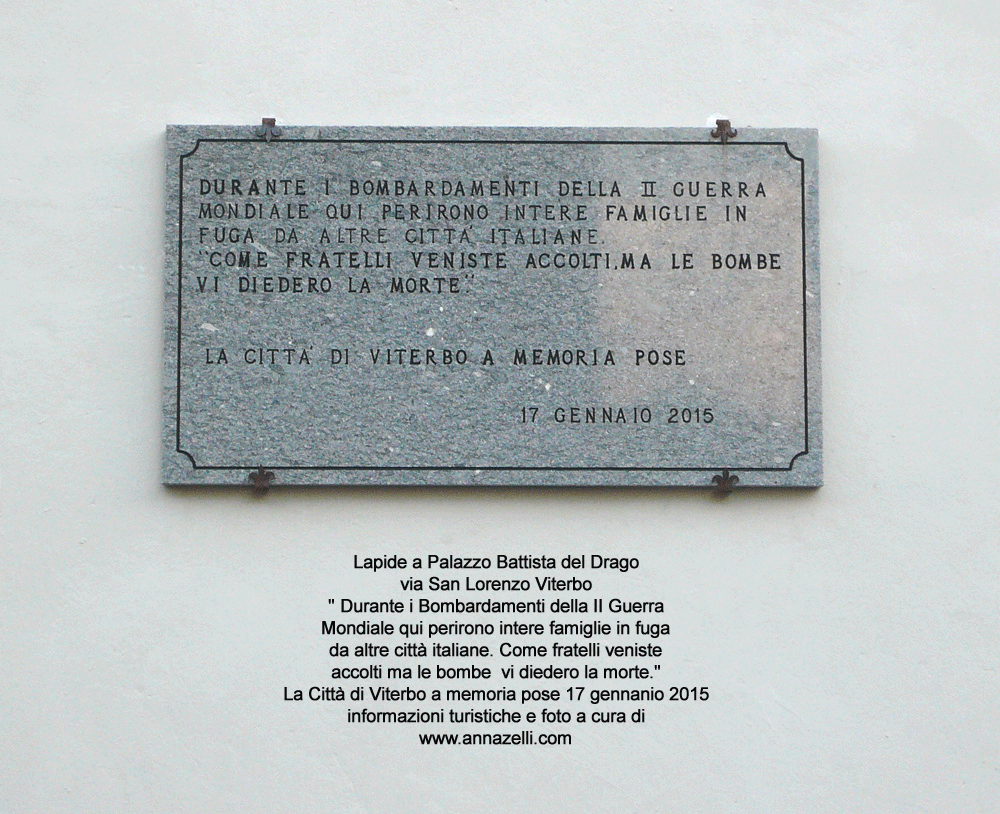 DURANTE I BOMBARDAMENTI DELLA II GUERRA
MONDIALE QUI PERIRONO INTERE FAMIGLIE IN
FUGA DA ALTRE CITTA' ITALIANE.
"COME FRATELLI VENISTE ACCOLTI,MA LE BOMBE
VI DIEDERO LA MORTE."
LA CITTA' DI VITERBO A MEMORIA POSE
17 GENNAIO 2015
Lapide a Palazzo Battista del Drago
via San Lorenzo Viterbo
" Durante i Bombardamenti della II Guerra
Mondiale qui perirono intere famiglie in fuga
da altre città italiane. Come fratelli veniste
accolti ma le bombe  vi diedero la morte."
La Città di Viterbo a memoria pose 17 gennanio 2015
informazioni turistiche e foto a cura di
www.annazelli.com